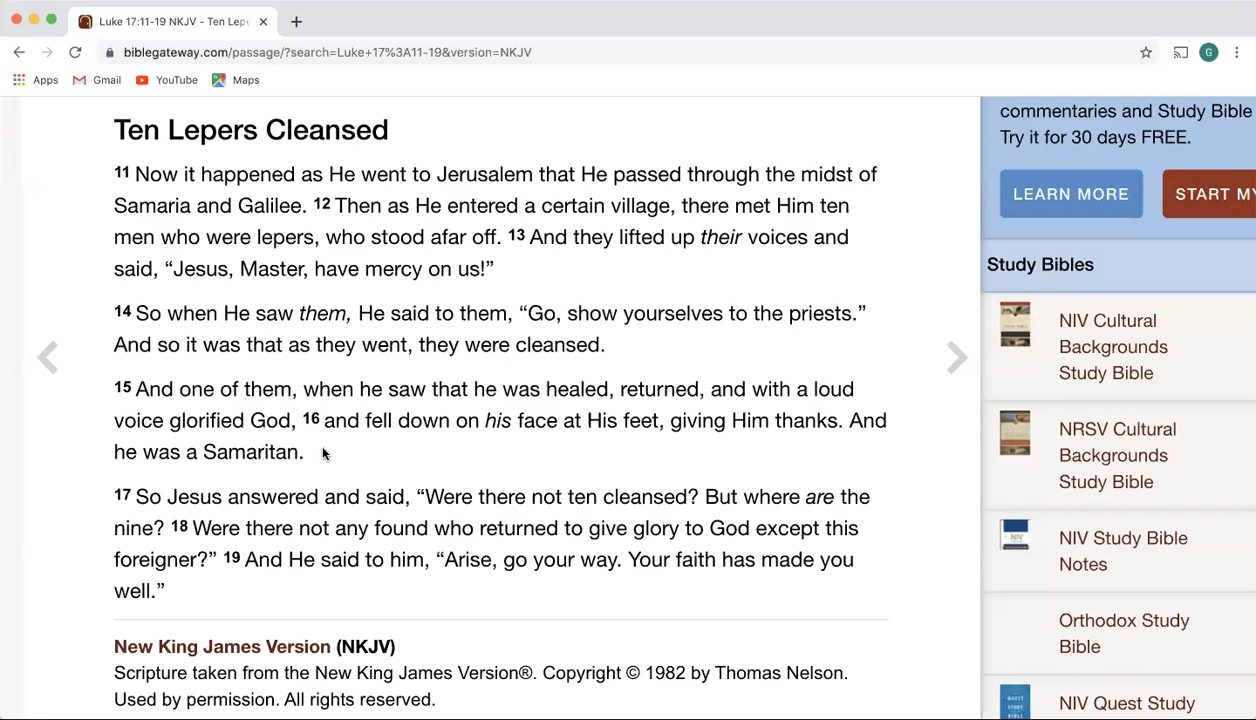 Luke 17:11-19 NKJV - Ten Lep
biblegateway.com/passage/?search=Luke+17%3A11-19&version=NKJV
G
Apps Gmail YouTube Maps
Ten Lepers Cleansed
11 Now it happened as He went to Jerusalem that He passed through the midst of
Samaria and Galilee. 12 Then as He entered a certain village, there met Him ten
men who were lepers, who stood afar off. 13 And they lifted up their voices and
said, “Jesus, Master, have mercy on us!”
14 So when He saw them, He said to them, “Go, show yourselves to the priests.”
And so it was that as they went, they were cleansed.
15 And one of them, when he saw that he was healed, returned, and with a loud
voice glorified God, 16 and fell down on his face at His feet, giving Him thanks. And
he was a Samaritan.
17 So Jesus answered and said, “Were there not ten cleansed? But where are the
nine? 18 Were there not any found who returned to give glory to God except this
foreigner?” 19 And He said to him, “Arise, go your way. Your faith has made you
well.”
New King James Version (NKJV)
Scripture taken from the New King James Version®. Copyright © 1982 by Thomas Nelson.
Used by permission. All rights reserved.
commentaries and Study Bible
Try it for 30 days FREE.
LEARN MORE
START MY
Study Bibles
NIV Cultural
Backgrounds
Study Bible
NRSV Cultural
Backgrounds
Study Bible
NIV Study Bible
Notes
Orthodox Study
Bible
NIV Quest Study